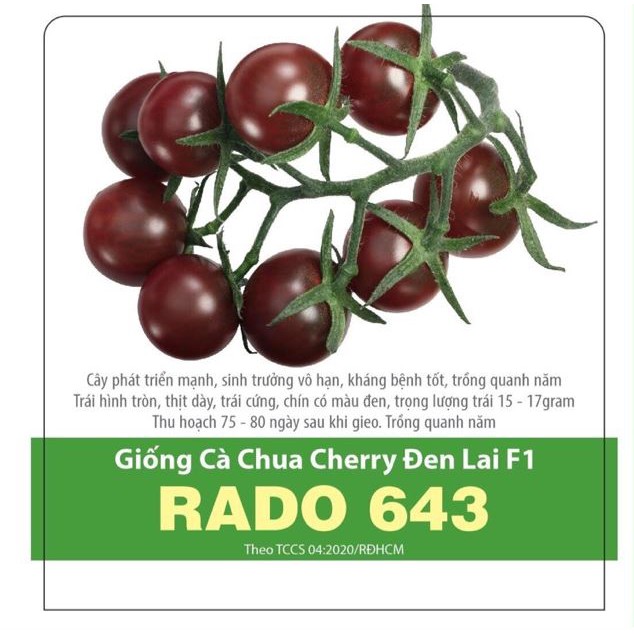 Cây phát triển mạnh, sinh trưởng vô hạn, kháng bệnh tốt, trồng quanh năm
Trái hình tròn, thịt dày, trái cứng, chín có màu đen, trọng lượng trái 15 - 17gram
Thu hoạch 75 - 80 ngày sau khi gieo. Trồng quanh năm
Giống Cà Chua Cherry Đen Lai F1
RADO 643
Theo TCCS 04:2020/RĐHCM